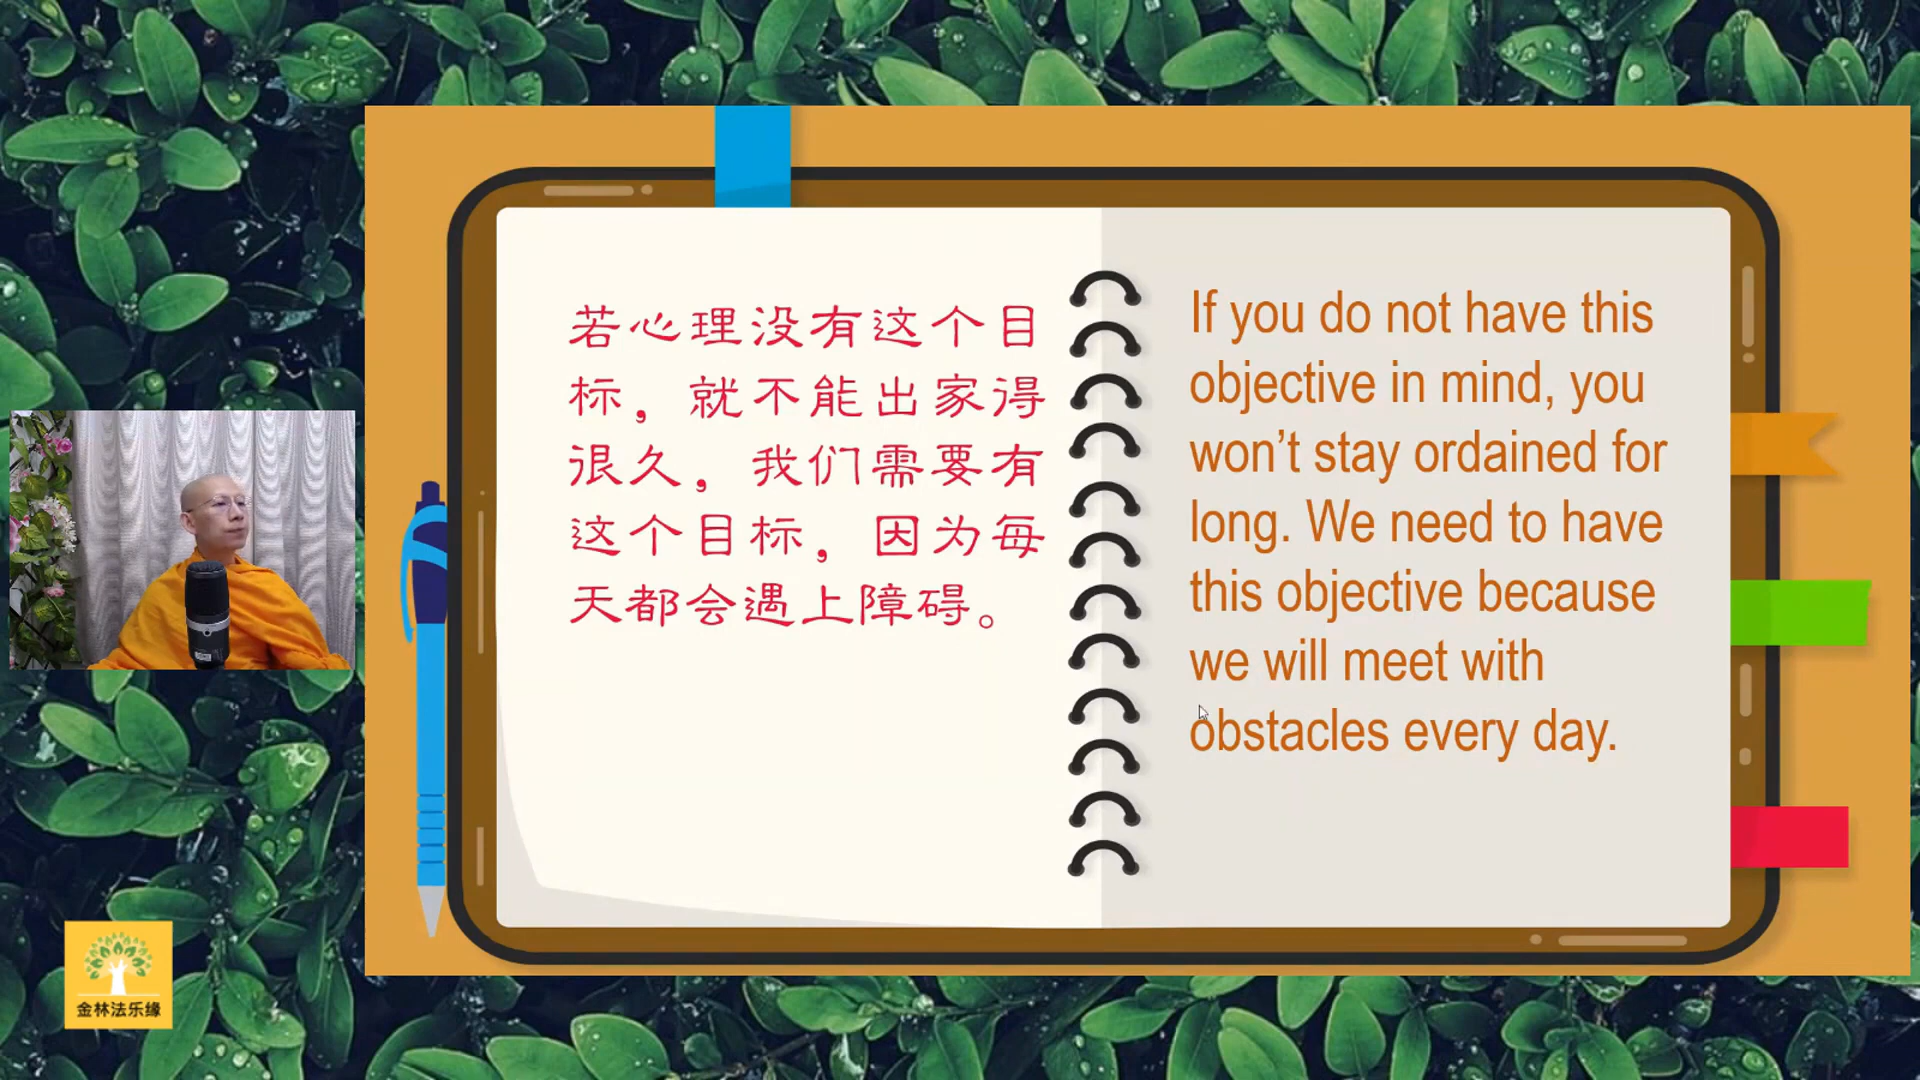 若心理没有这个目
标，就不能出家得
很久，我们需要有
这个目标，因为每
天都会遇上障碍。
If you do not have this
objective in mind, you
won’t stay ordained for
long. We need to have
this objective because
we will meet with
obstacles every day.
金林法乐缘